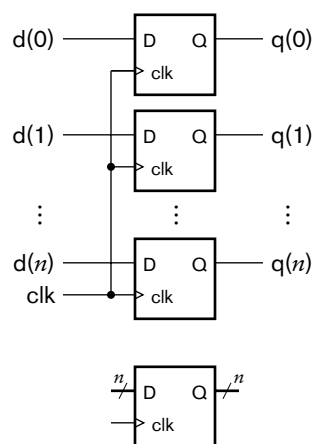 d(0) D Q q(0)
clk
d(1) D Q q(1)
clk
⋮ ⋮ ⋮
d(n) D Q q(n)
clk clk
n D Q n
clk